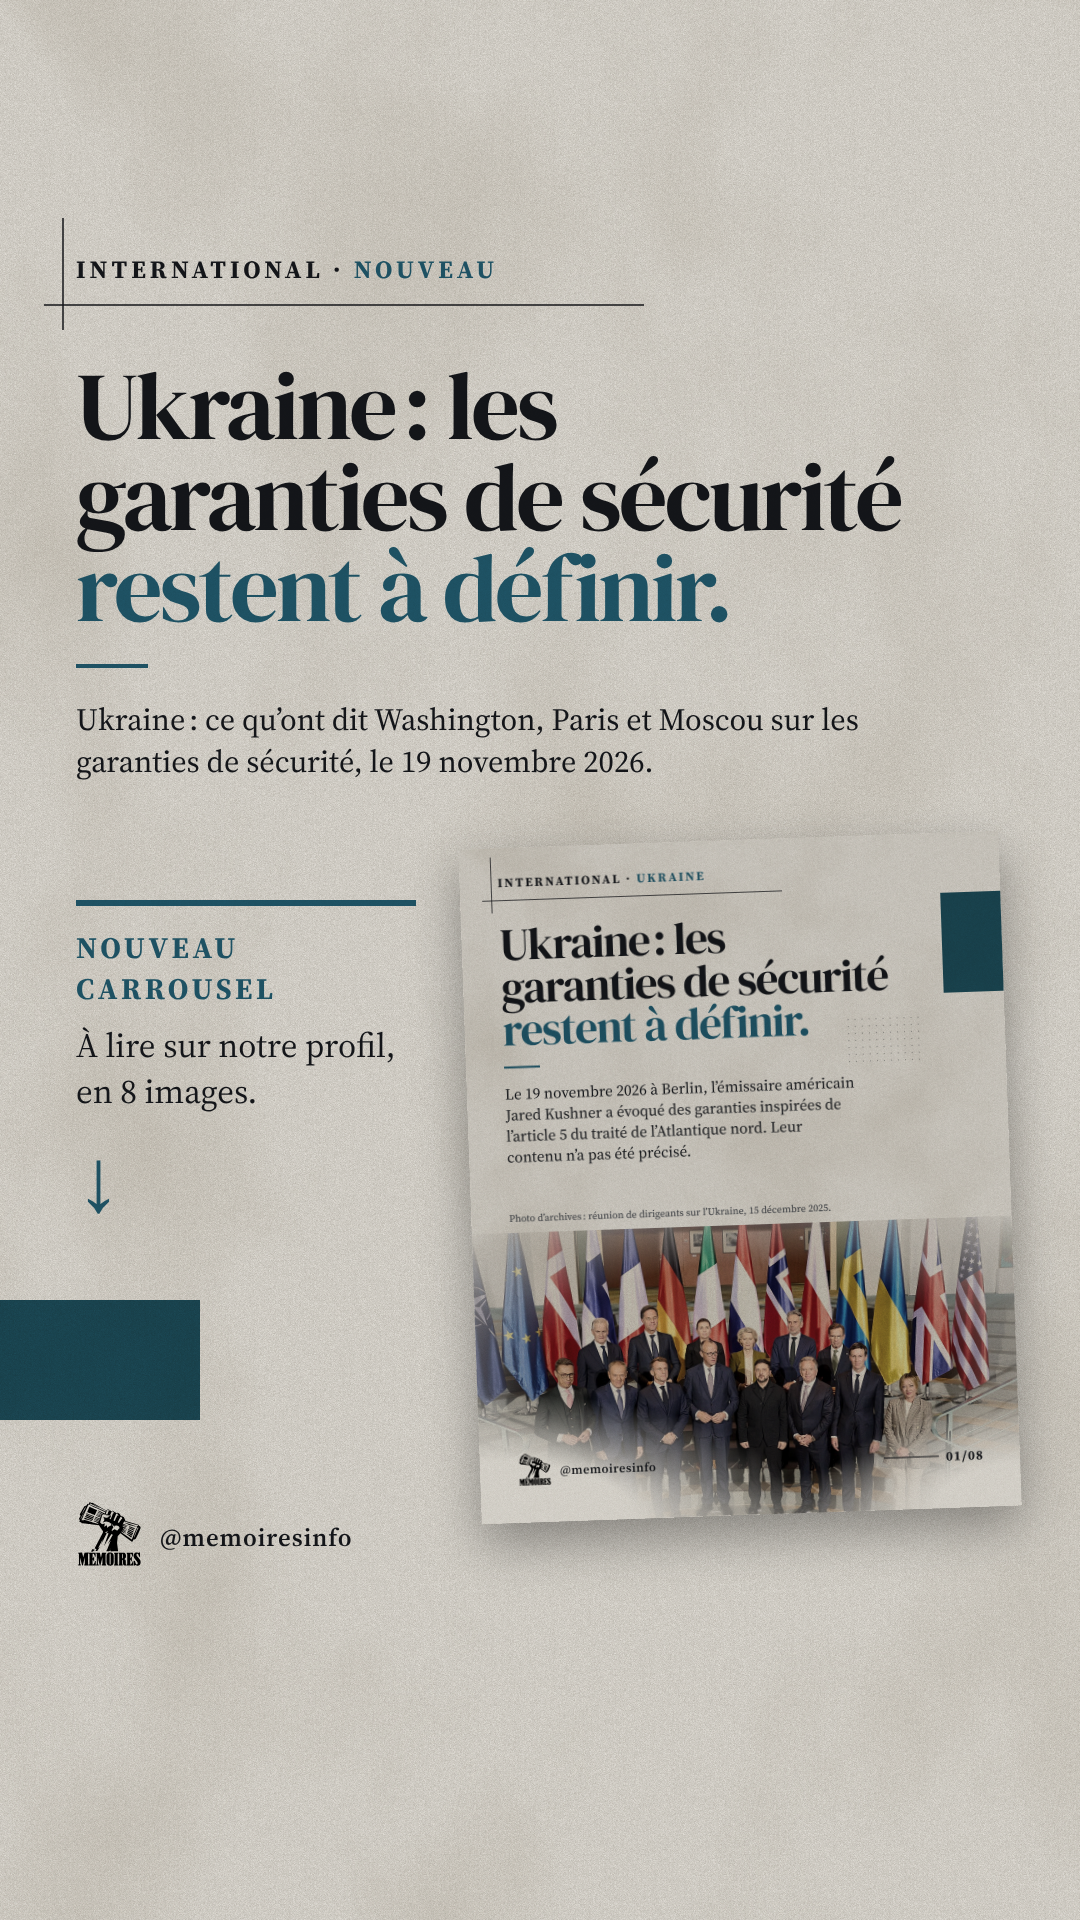 INTERNATIONAL · NOUVEAU
Ukraine : les
garanties de sécurité
restent à définir.
Ukraine : ce qu’ont dit Washington, Paris et Moscou sur les
garanties de sécurité, le 19 novembre 2026.
NOUVEAU
CARROUSEL
À lire sur notre profil,
en 8 images.
↓
INTERNATIONAL · UKRAINE
Ukraine : les
garanties de sécurité
restent à définir.
Le 19 novembre 2026 à Berlin, l’émissaire américain
Jared Kushner a évoqué des garanties inspirées de
l’article 5 du traité de l’Atlantique nord. Leur
contenu n’a pas été précisé.
Photo d’archives : réunion de dirigeants sur l’Ukraine, 15 décembre 2025.
MÉMOIRES
@memoiresinfo
01/08
MÉMOIRES
@memoiresinfo